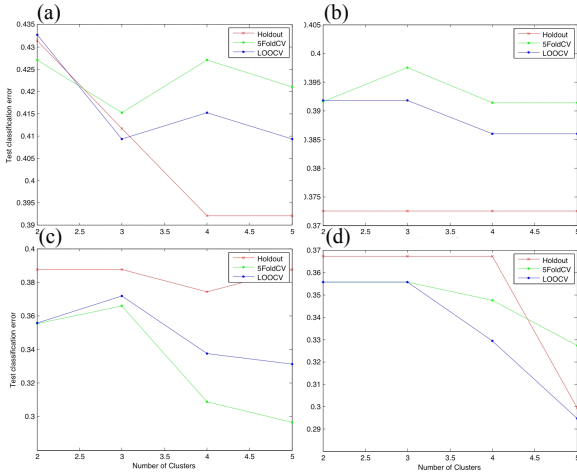 (a)
0.435
0.43
0.425
0.42
0.415
0.41
0.405
0.4
0.395
0.39
2 2.5 3 3.5 4 4.5 5
Test classification error
Holdout
5FoldCV
LOOCV
(b)
0.405
0.4
0.395
0.39
0.385
0.38
0.375
0.37
2 2.5 3 3.5 4 4.5 5
Holdout
5FoldCV
LOOCV
(c)
0.4
0.38
0.36
0.34
0.32
0.3
2 2.5 3 3.5 4 4.5 5
Test classification error
Number of Clusters
Holdout
5FoldCV
LOOCV
(d)
0.37
0.36
0.35
0.34
0.33
0.32
0.31
0.3
0.29
2 2.5 3 3.5 4 4.5 5
Number of Clusters
Holdout
5FoldCV
LOOCV